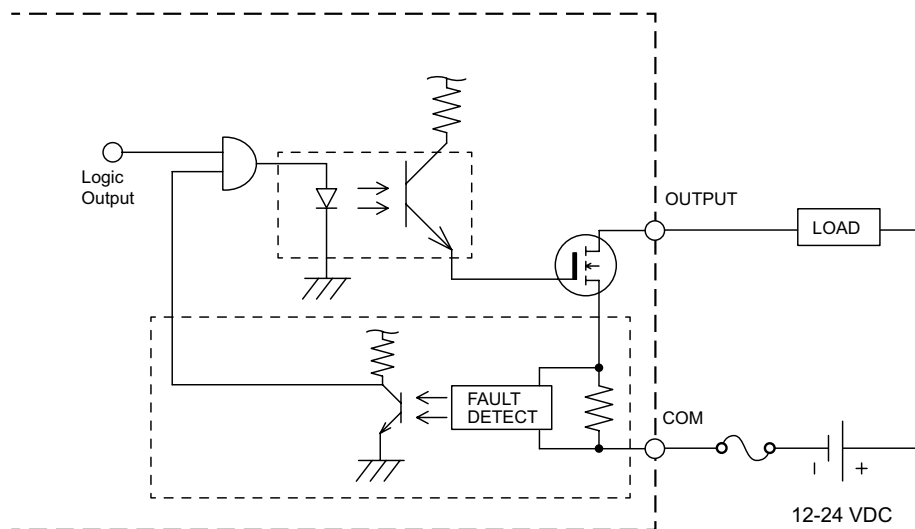 Logic
Output
OUTPUT
LOAD
FAULT
DETECT
COM
- +
12-24 VDC